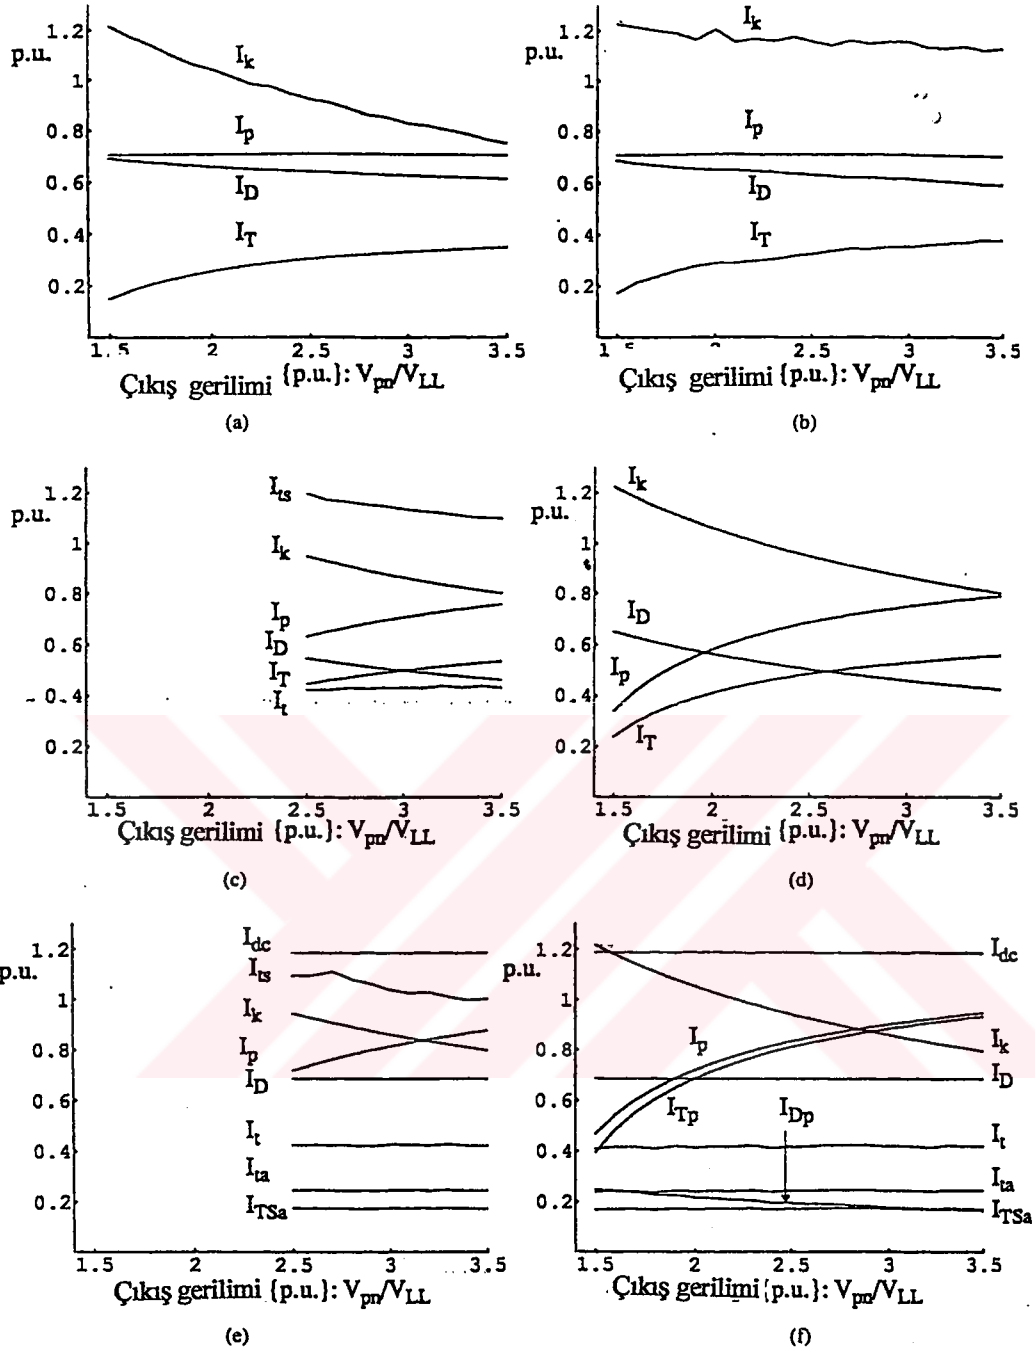 p.u.
1.2
1
0.8
0.6
0.4
0.2
I_k
I_p
I_D
I_T
1.5
2
2.5
3
3.5
Çıkış gerilimi {p.u.}: V_pn/V_LL
(a)
p.u.
1.2
1
0.8
0.6
0.4
0.2
I_k
I_p
I_D
I_T
1.5
2
2.5
3
3.5
Çıkış gerilimi {p.u.}: V_pn/V_LL
(b)
p.u.
1.2
1
0.8
0.6
0.4
0.2
I_ts
I_k
I_p
I_D
I_T
I_t
1.5
2
2.5
3
3.5
Çıkış gerilimi {p.u.}: V_pn/V_LL
(c)
p.u.
1.2
1
0.8
0.6
0.4
0.2
I_k
I_D
I_p
I_T
1.5
2
2.5
3
3.5
Çıkış gerilimi {p.u.}: V_pn/V_LL
(d)
p.u.
1.2
1
0.8
0.6
0.4
0.2
I_dc
I_ts
I_k
I_p
I_D
I_t
I_ta
I_TSa
1.5
2
2.5
3
3.5
Çıkış gerilimi {p.u.}: V_pn/V_LL
(e)
p.u.
1.2
1
0.8
0.6
0.4
0.2
I_dc
I_p
I_k
I_D
I_Tp
I_Dp
I_t
I_ta
I_TSa
1.5
2
2.5
3
3.5
Çıkış gerilimi {p.u.}: V_pn/V_LL
(f)